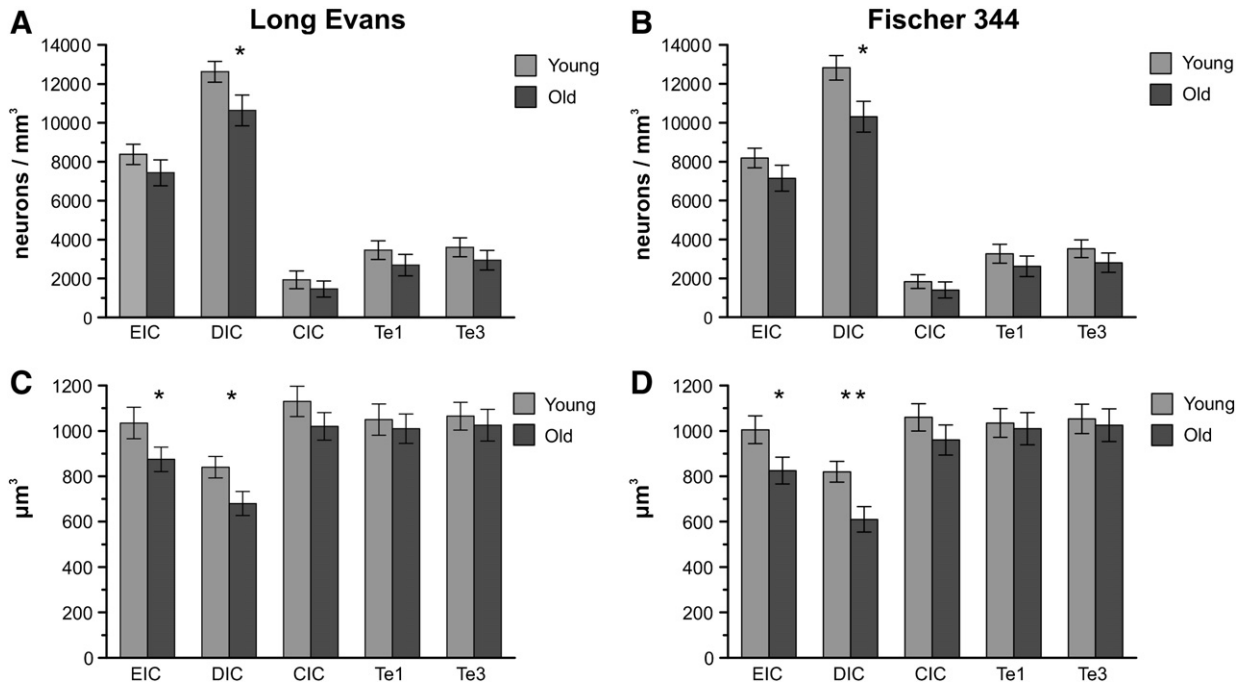 A
Long Evans
neurons / mm³
14000
12000
10000
8000
6000
4000
2000
0
*
Young
Old
EIC DIC CIC Te1 Te3
B
Fischer 344
neurons / mm³
14000
12000
10000
8000
6000
4000
2000
0
*
Young
Old
EIC DIC CIC Te1 Te3
C
µm³
1200
1000
800
600
400
200
0
* *
Young
Old
EIC DIC CIC Te1 Te3
D
µm³
1200
1000
800
600
400
200
0
* **
Young
Old
EIC DIC CIC Te1 Te3